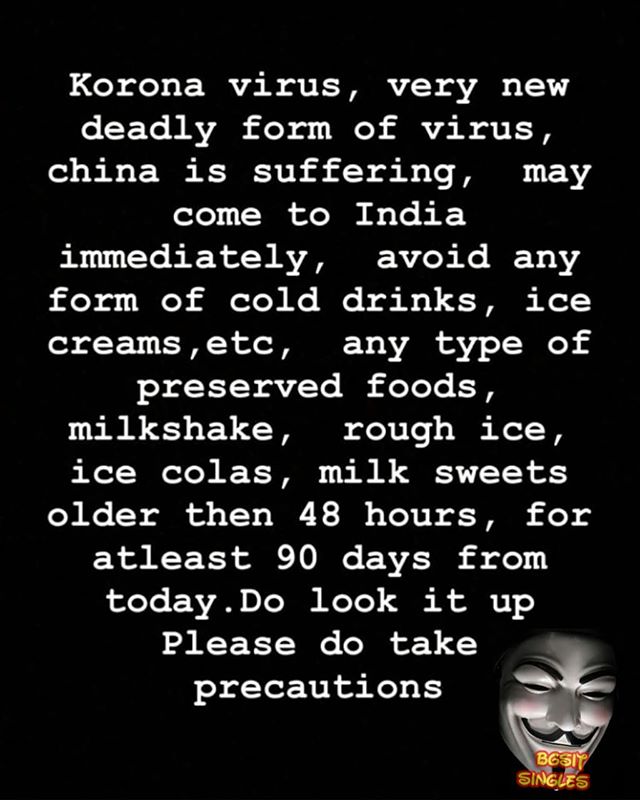 Korona virus, very new
deadly form of virus,
china is suffering, may
come to India
immediately, avoid any
form of cold drinks, ice
creams,etc, any type of
preserved foods,
milkshake, rough ice,
ice colas, milk sweets
older then 48 hours, for
atleast 90 days from
today.Do look it up
Please do take
precautions
BGSIT
SINGLES